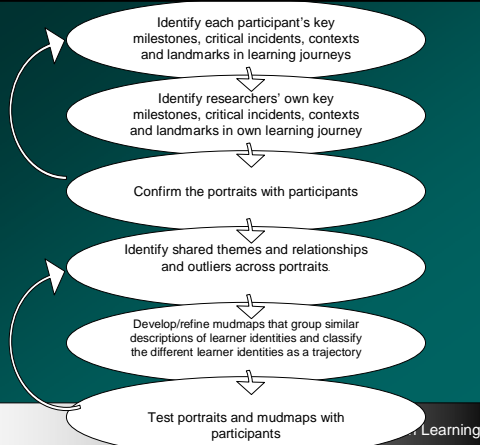 Identify each participant's key
milestones, critical incidents, contexts
and landmarks in learning journeys
Identify researchers' own key
milestones, critical incidents, contexts
and landmarks in own learning journey
Confirm the portraits with participants
Identify shared themes and relationships
and outliers across portraits.
Develop/refine mudmaps that group similar
descriptions of learner identities and classify
the different learner identities as a trajectory
Test portraits and mudmaps with
participants
Learning